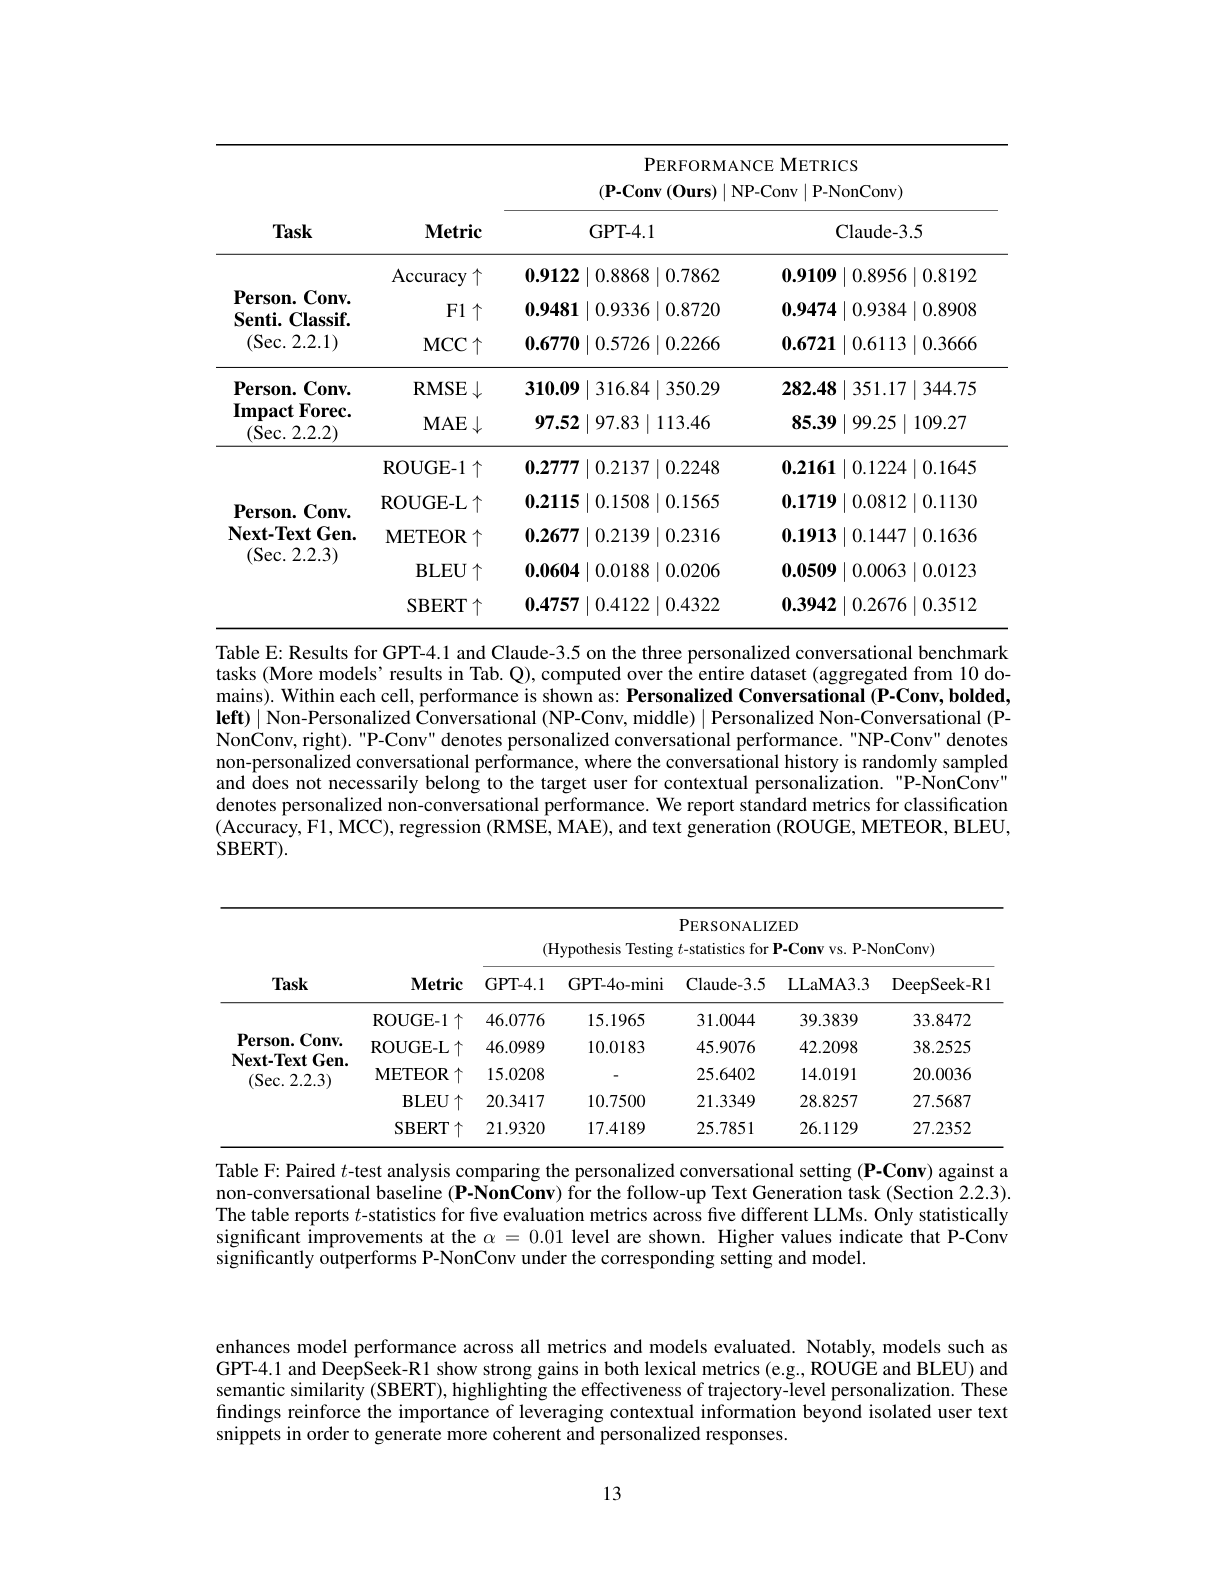 PERFORMANCE METRICS
(P-Conv (Ours) | NP-Conv | P-NonConv)
Task Metric GPT-4.1 Claude-3.5
Person. Conv.
Senti. Classif.
(Sec. 2.2.1)
Accuracy ↑ 0.9122 | 0.8868 | 0.7862 0.9109 | 0.8956 | 0.8192
F1 ↑ 0.9481 | 0.9336 | 0.8720 0.9474 | 0.9384 | 0.8908
MCC ↑ 0.6770 | 0.5726 | 0.2266 0.6721 | 0.6113 | 0.3666
Person. Conv.
Impact Forec.
(Sec. 2.2.2)
RMSE ↓ 310.09 | 316.84 | 350.29 282.48 | 351.17 | 344.75
MAE ↓ 97.52 | 97.83 | 113.46 85.39 | 99.25 | 109.27
Person. Conv.
Next-Text Gen.
(Sec. 2.2.3)
ROUGE-1 ↑ 0.2777 | 0.2137 | 0.2248 0.2161 | 0.1224 | 0.1645
ROUGE-L ↑ 0.2115 | 0.1508 | 0.1565 0.1719 | 0.0812 | 0.1130
METEOR ↑ 0.2677 | 0.2139 | 0.2316 0.1913 | 0.1447 | 0.1636
BLEU ↑ 0.0604 | 0.0188 | 0.0206 0.0509 | 0.0063 | 0.0123
SBERT ↑ 0.4757 | 0.4122 | 0.4322 0.3942 | 0.2676 | 0.3512
Table E: Results for GPT-4.1 and Claude-3.5 on the three personalized conversational benchmark
tasks (More models' results in Tab. Q), computed over the entire dataset (aggregated from 10 do-
mains). Within each cell, performance is shown as: Personalized Conversational (P-Conv, bolded,
left) | Non-Personalized Conversational (NP-Conv, middle) | Personalized Non-Conversational (P-
NonConv, right). "P-Conv" denotes personalized conversational performance. "NP-Conv" denotes
non-personalized conversational performance, where the conversational history is randomly sampled
and does not necessarily belong to the target user for contextual personalization. "P-NonConv"
denotes personalized non-conversational performance. We report standard metrics for classification
(Accuracy, F1, MCC), regression (RMSE, MAE), and text generation (ROUGE, METEOR, BLEU,
SBERT).
PERSONALIZED
(Hypothesis Testing t-statistics for P-Conv vs. P-NonConv)
Task Metric GPT-4.1 GPT-4o-mini Claude-3.5 LLaMA3.3 DeepSeek-R1
Person. Conv.
Next-Text Gen.
(Sec. 2.2.3)
ROUGE-1 ↑ 46.0776 15.1965 31.0044 39.3839 33.8472
ROUGE-L ↑ 46.0989 10.0183 45.9076 42.2098 38.2525
METEOR ↑ 15.0208 - 25.6402 14.0191 20.0036
BLEU ↑ 20.3417 10.7500 21.3349 28.8257 27.5687
SBERT ↑ 21.9320 17.4189 25.7851 26.1129 27.2352
Table F: Paired t-test analysis comparing the personalized conversational setting (P-Conv) against a
non-conversational baseline (P-NonConv) for the follow-up Text Generation task (Section 2.2.3).
The table reports t-statistics for five evaluation metrics across five different LLMs. Only statistically
significant improvements at the α = 0.01 level are shown. Higher values indicate that P-Conv
significantly outperforms P-NonConv under the corresponding setting and model.
enhances model performance across all metrics and models evaluated. Notably, models such as
GPT-4.1 and DeepSeek-R1 show strong gains in both lexical metrics (e.g., ROUGE and BLEU) and
semantic similarity (SBERT), highlighting the effectiveness of trajectory-level personalization. These
findings reinforce the importance of leveraging contextual information beyond isolated user text
snippets in order to generate more coherent and personalized responses.
13